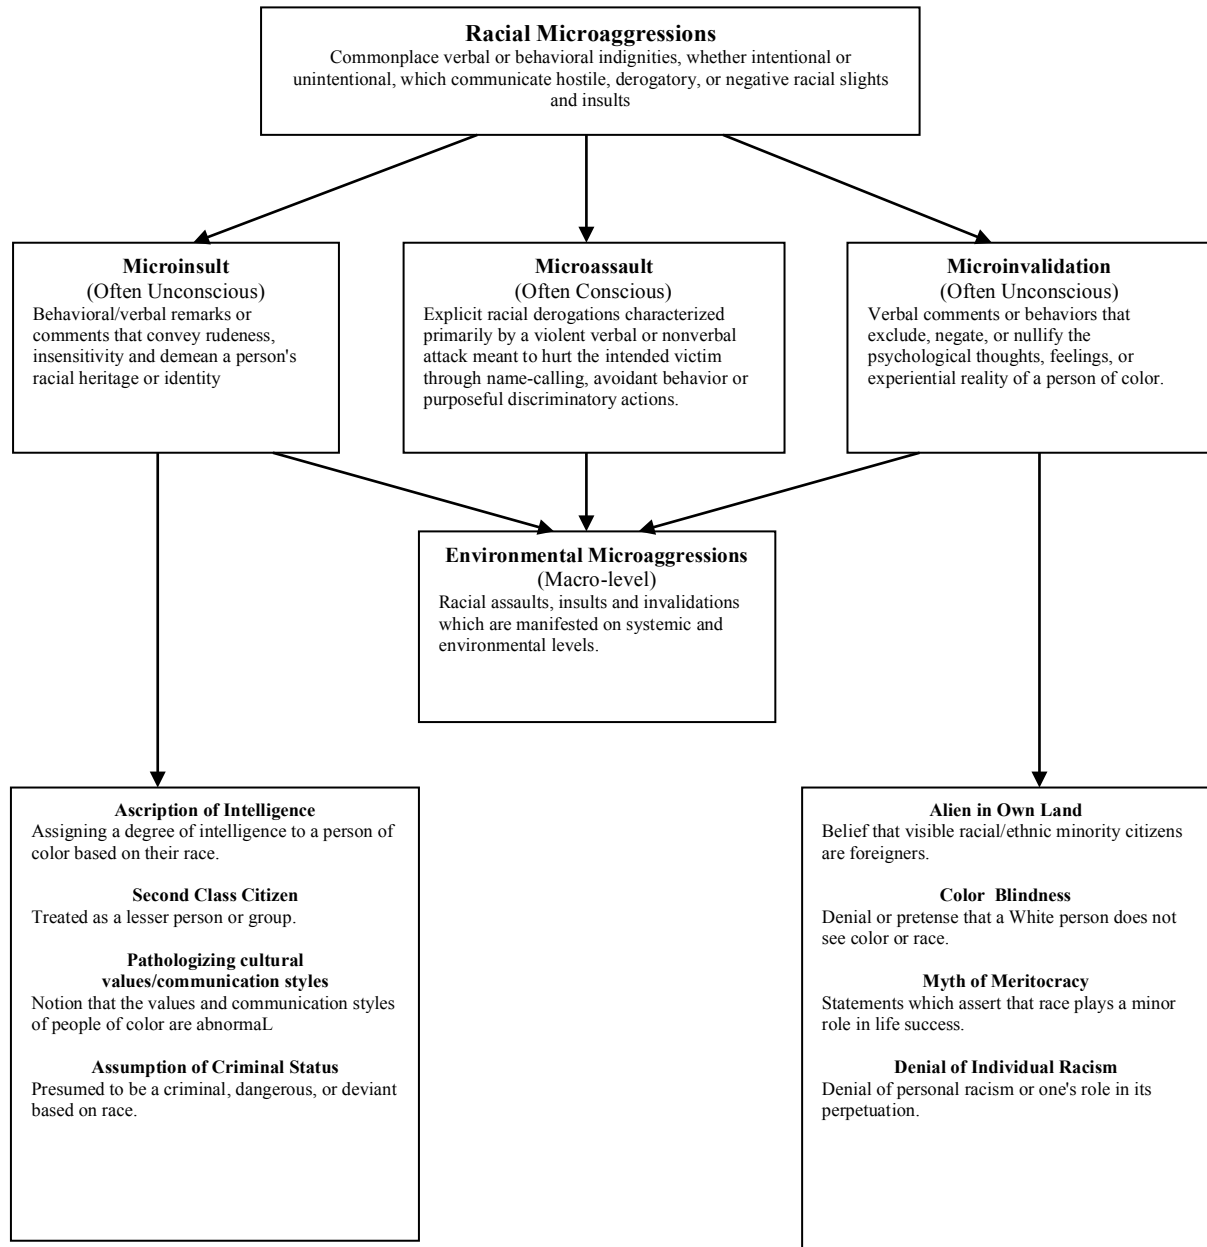 Racial Microaggressions
Commonplace verbal or behavioral indignities, whether intentional or
unintentional, which communicate hostile, derogatory, or negative racial slights
and insults
Microinsult
(Often Unconscious)
Behavioral/verbal remarks or
comments that convey rudeness,
insensitivity and demean a person's
racial heritage or identity
Microassault
(Often Conscious)
Explicit racial derogations characterized
primarily by a violent verbal or nonverbal
attack meant to hurt the intended victim
through name-calling, avoidant behavior or
purposeful discriminatory actions.
Microinvalidation
(Often Unconscious)
Verbal comments or behaviors that
exclude, negate, or nullify the
psychological thoughts, feelings, or
experiential reality of a person of color.
Environmental Microaggressions
(Macro-level)
Racial assaults, insults and invalidations
which are manifested on systemic and
environmental levels.
Ascription of Intelligence
Assigning a degree of intelligence to a person of
color based on their race.
Second Class Citizen
Treated as a lesser person or group.
Pathologizing cultural
values/communication styles
Notion that the values and communication styles
of people of color are abnormaL
Assumption of Criminal Status
Presumed to be a criminal, dangerous, or deviant
based on race.
Alien in Own Land
Belief that visible racial/ethnic minority citizens
are foreigners.
Color Blindness
Denial or pretense that a White person does not
see color or race.
Myth of Meritocracy
Statements which assert that race plays a minor
role in life success.
Denial of Individual Racism
Denial of personal racism or one's role in its
perpetuation.